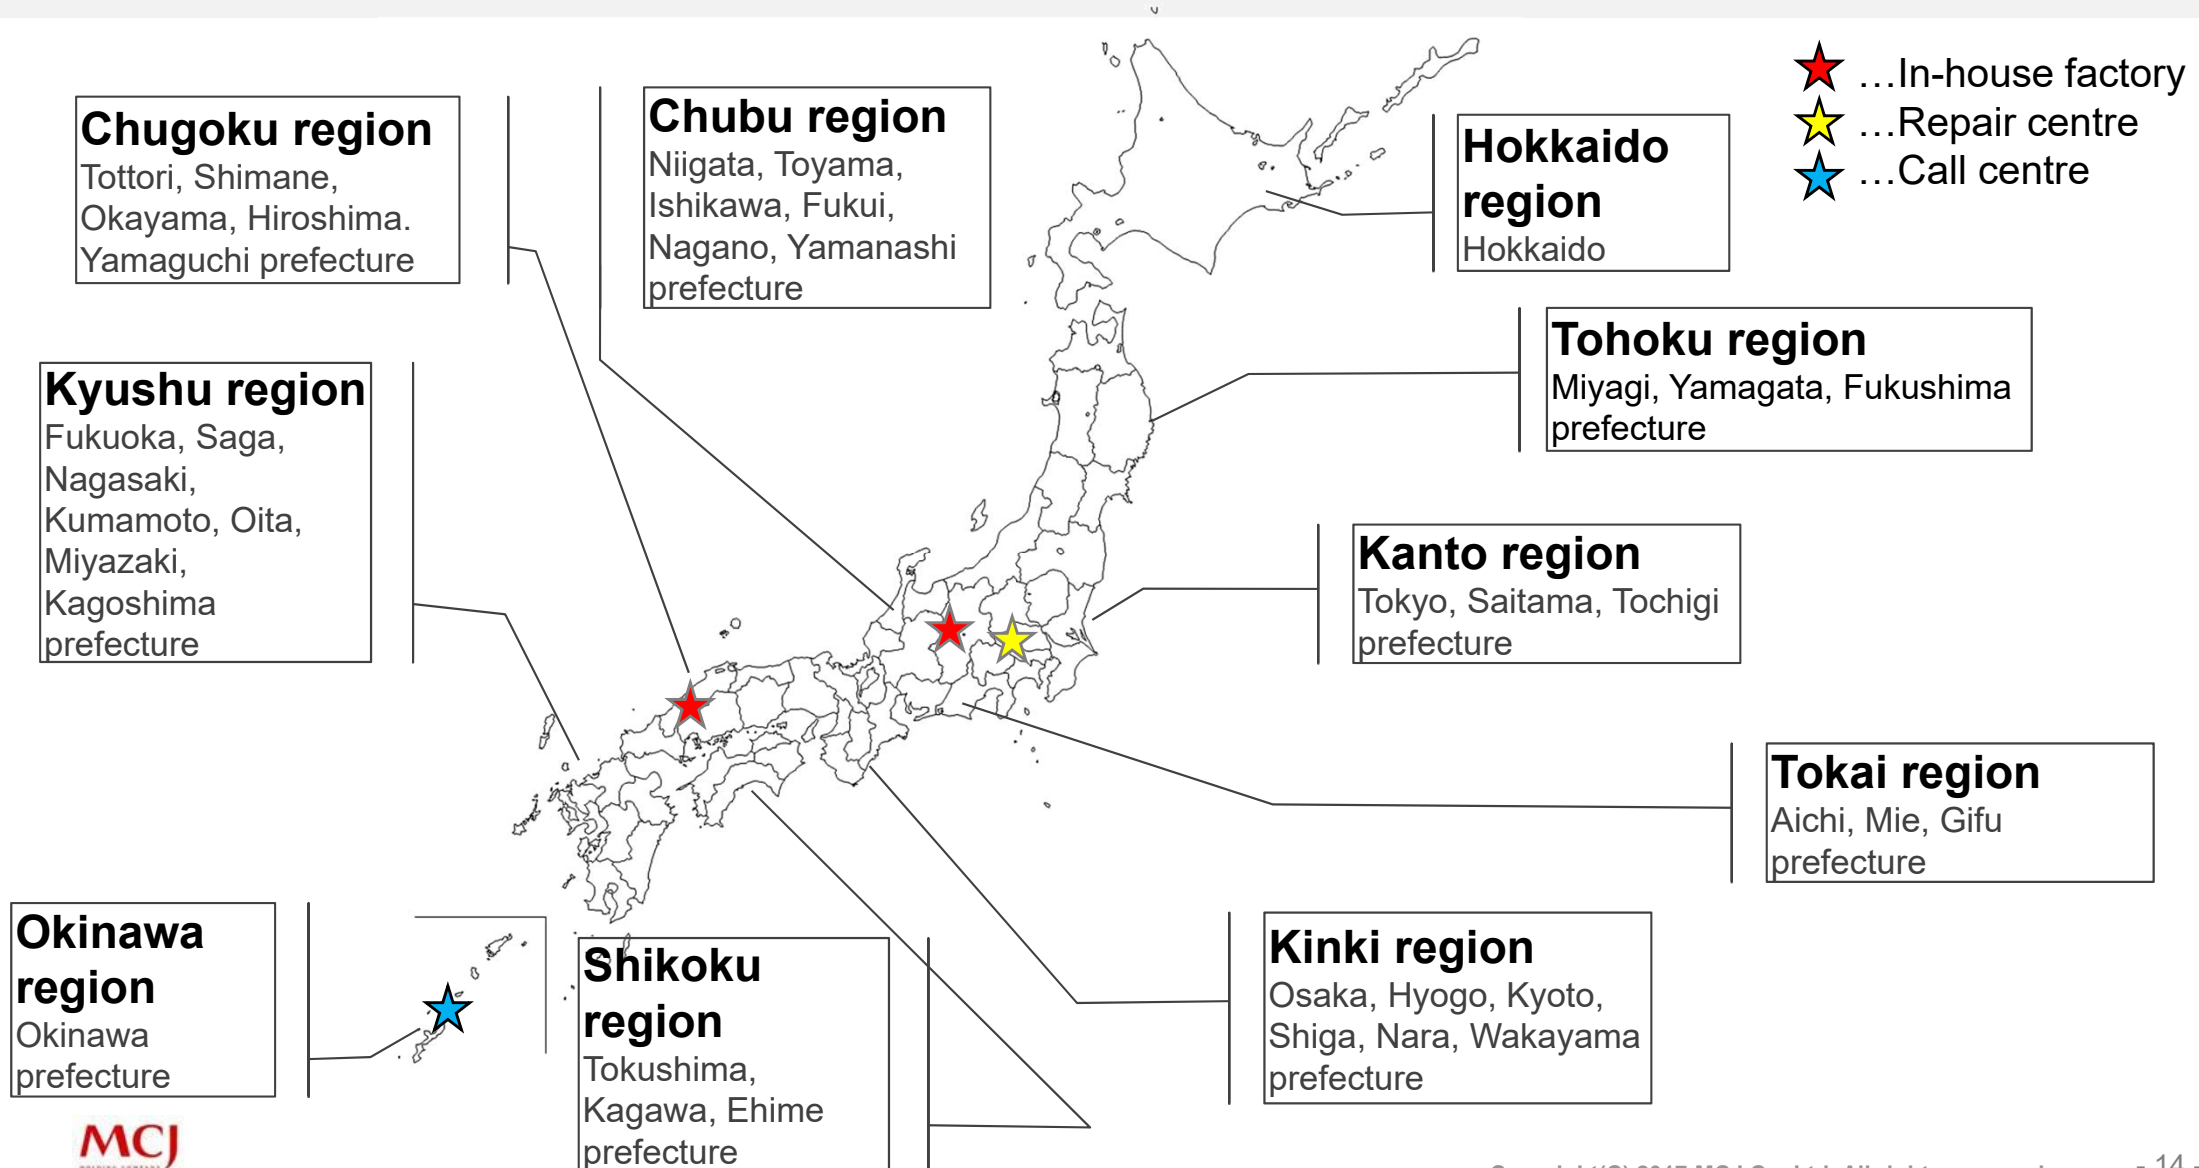 …In-house factory
…Repair centre
…Call centre
Chugoku region
Tottori, Shimane,
Okayama, Hiroshima.
Yamaguchi prefecture
Chubu region
Niigata, Toyama,
Ishikawa, Fukui,
Nagano, Yamanashi
prefecture
Hokkaido
region
Hokkaido
Tohoku region
Miyagi, Yamagata, Fukushima
prefecture
Kyushu region
Fukuoka, Saga,
Nagasaki,
Kumamoto, Oita,
Miyazaki,
Kagoshima
prefecture
Kanto region
Tokyo, Saitama, Tochigi
prefecture
Tokai region
Aichi, Mie, Gifu
prefecture
Okinawa
region
Okinawa
prefecture
Shikoku
region
Tokushima,
Kagawa, Ehime
prefecture
Kinki region
Osaka, Hyogo, Kyoto,
Shiga, Nara, Wakayama
prefecture
MCJ
- 14 -